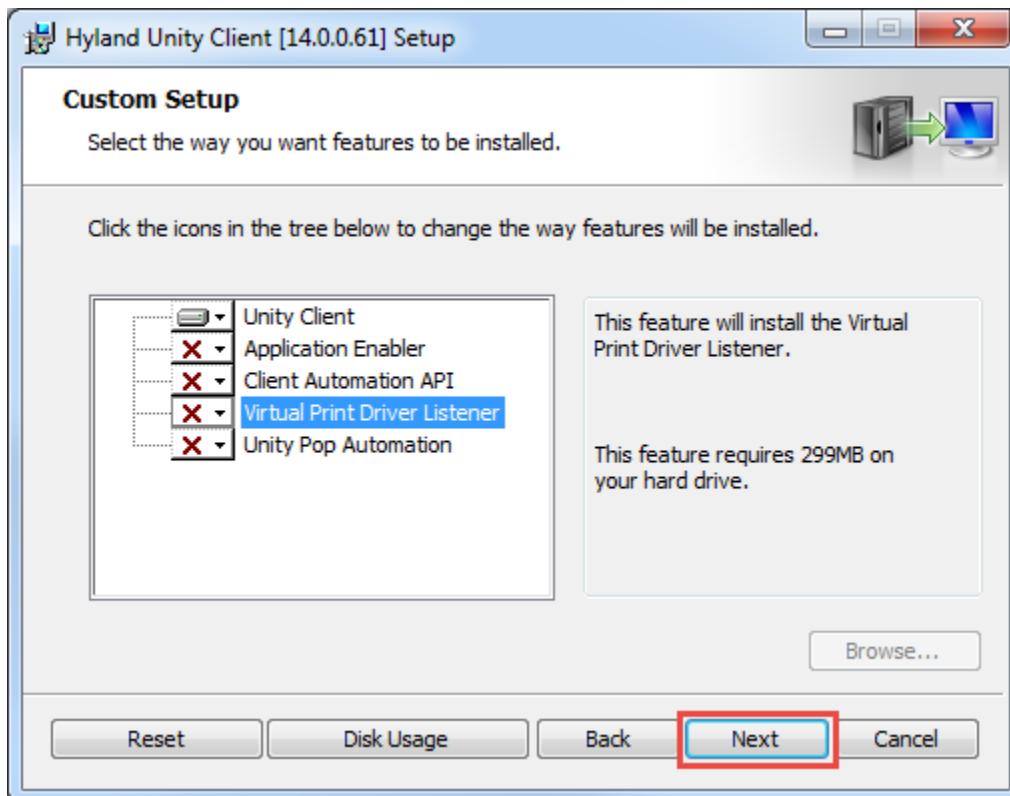 Hyland Unity Client [14.0.0.61] Setup
Custom Setup
Select the way you want features to be installed.
Click the icons in the tree below to change the way features will be installed.
Unity Client
Application Enabler
Client Automation API
Virtual Print Driver Listener
Unity Pop Automation
This feature will install the Virtual
Print Driver Listener.
This feature requires 299MB on
your hard drive.
Browse...
Reset
Disk Usage
Back
Next
Cancel